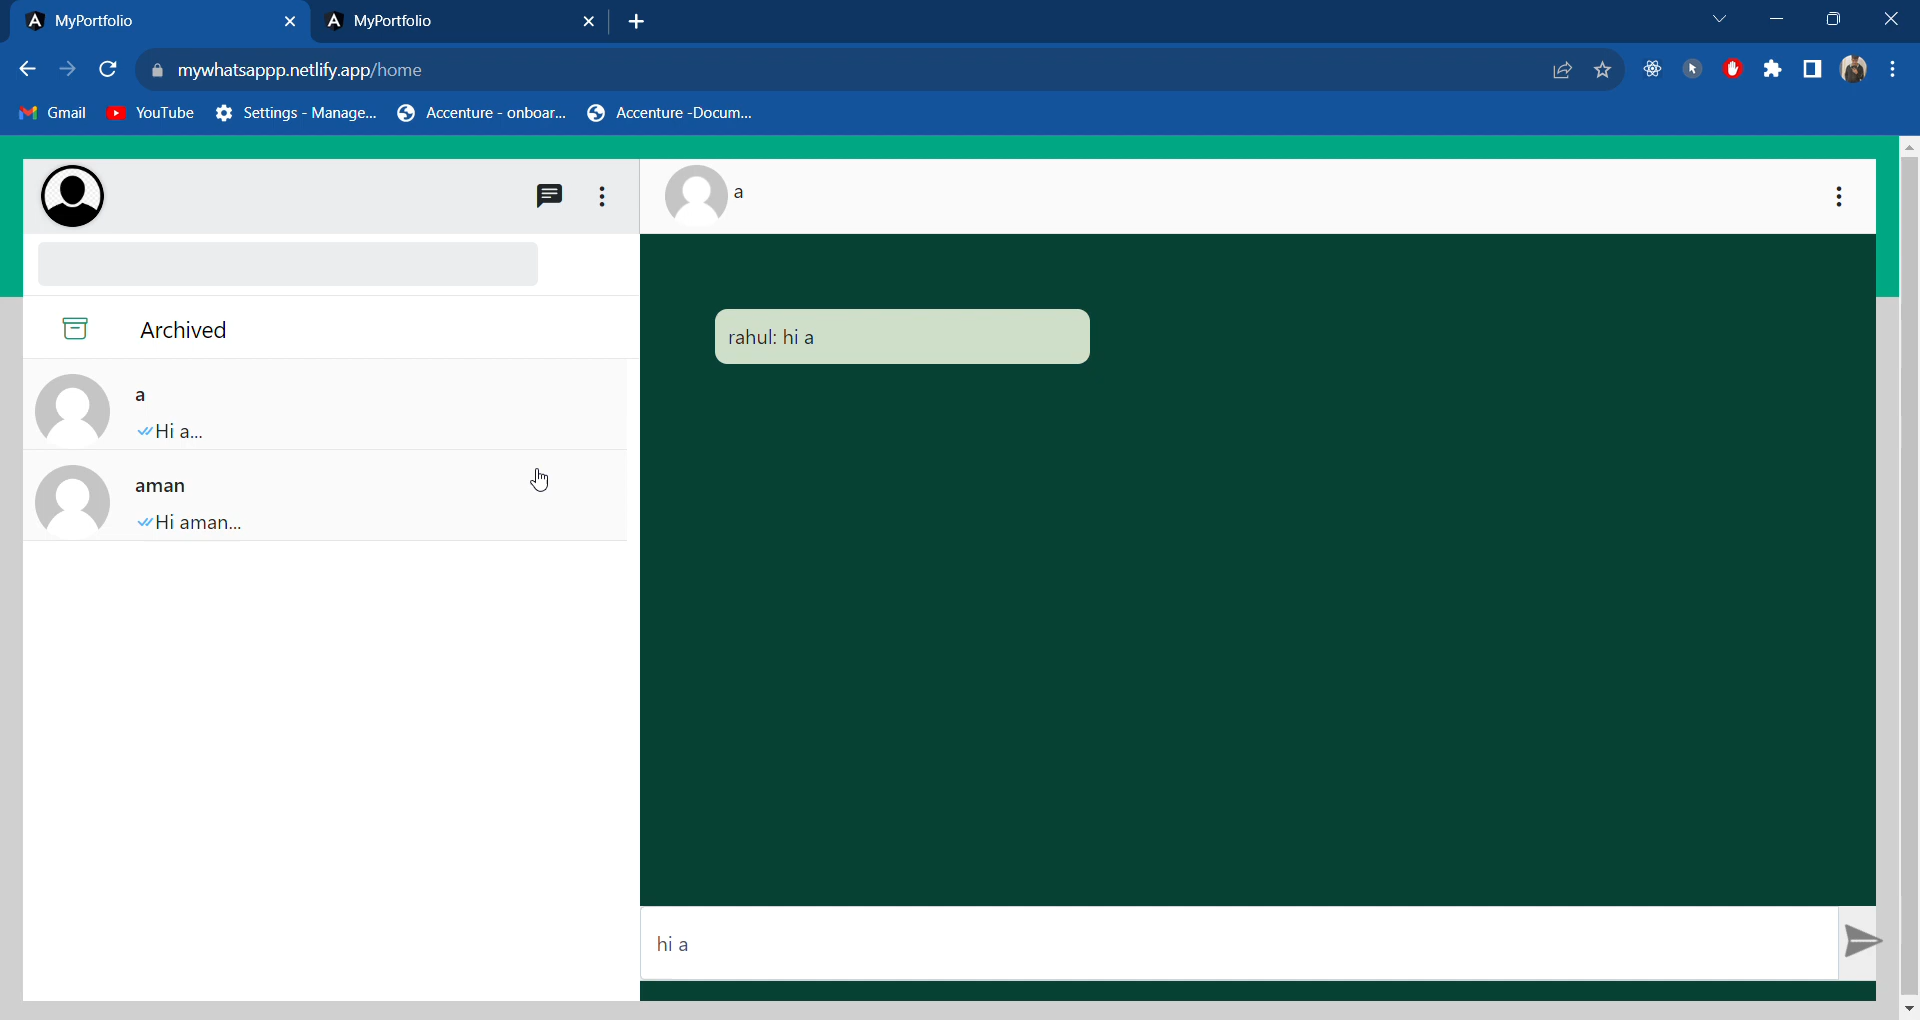 MyPortfolio
MyPortfolio
mywhatsappp.netlify.app/home
Gmail
YouTube
Settings - Manage...
Accenture - onboar...
Accenture -Docum...
a
Archived
rahul: hi a
a
Hi a...
aman
Hi aman...
hi a